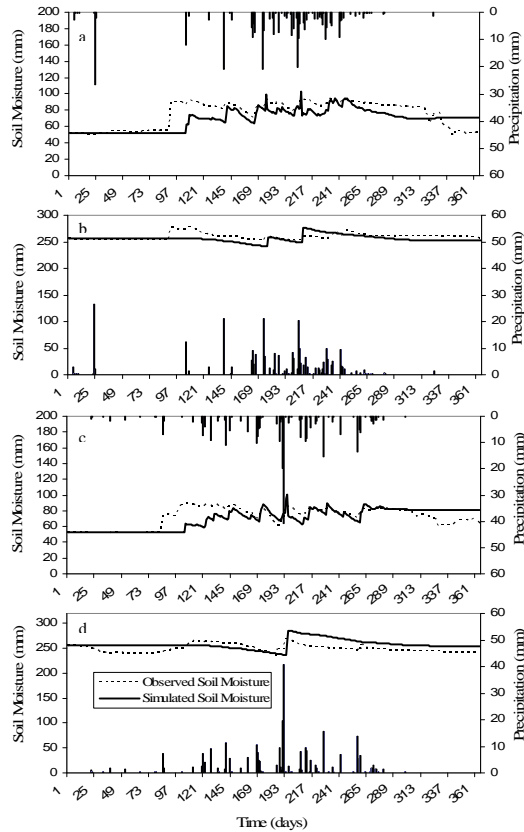 200 0
180
160 10
140
120 20
100 30
80
60 40
40 50
20
0 60
Soil Moisture (mm)
Precipitation (mm)
a
1 25 49 73 97 121 145 169 193 217 241 265 289 313 337 361
300 60
250 50
200 40
150 30
100 20
50 10
0 0
Soil Moisture (mm)
Precipitation (mm)
b
1 25 49 73 97 121 145 169 193 217 241 265 289 313 337 361
200 0
180
160 10
140
120 20
100 30
80
60 40
40 50
20
0 60
Soil Moisture (mm)
Precipitation (mm)
c
1 25 49 73 97 121 145 169 193 217 241 265 289 313 337 361
300 60
250 50
200 40
150 30
100 20
50 10
0 0
Soil Moisture (mm)
Precipitation (mm)
d
Observed Soil Moisture
Simulated Soil Moisture
1 25 49 73 97 121 145 169 193 217 241 265 289 313 337 361
Time (days)